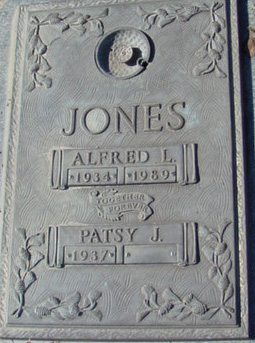 JONES
ALFRED L.
1934 1989
TOGETHER
FOREVER
PATSY J.
1937